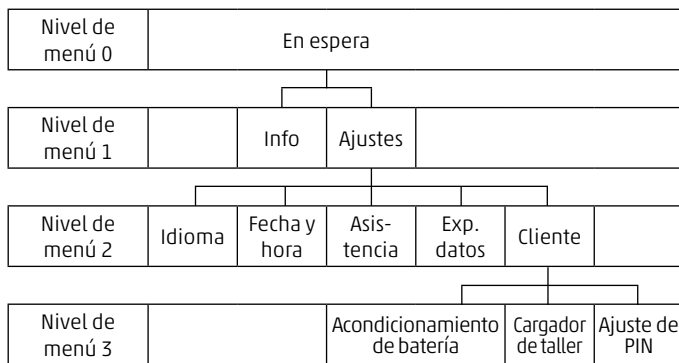 Nivel de
menú 0
En espera
Nivel de
menú 1
Info
Ajustes
Nivel de
menú 2
Idioma
Fecha y
hora
Asis-
tencia
Exp.
datos
Cliente
Nivel de
menú 3
Acondicionamiento
de batería
Cargador
de taller
Ajuste de
PIN